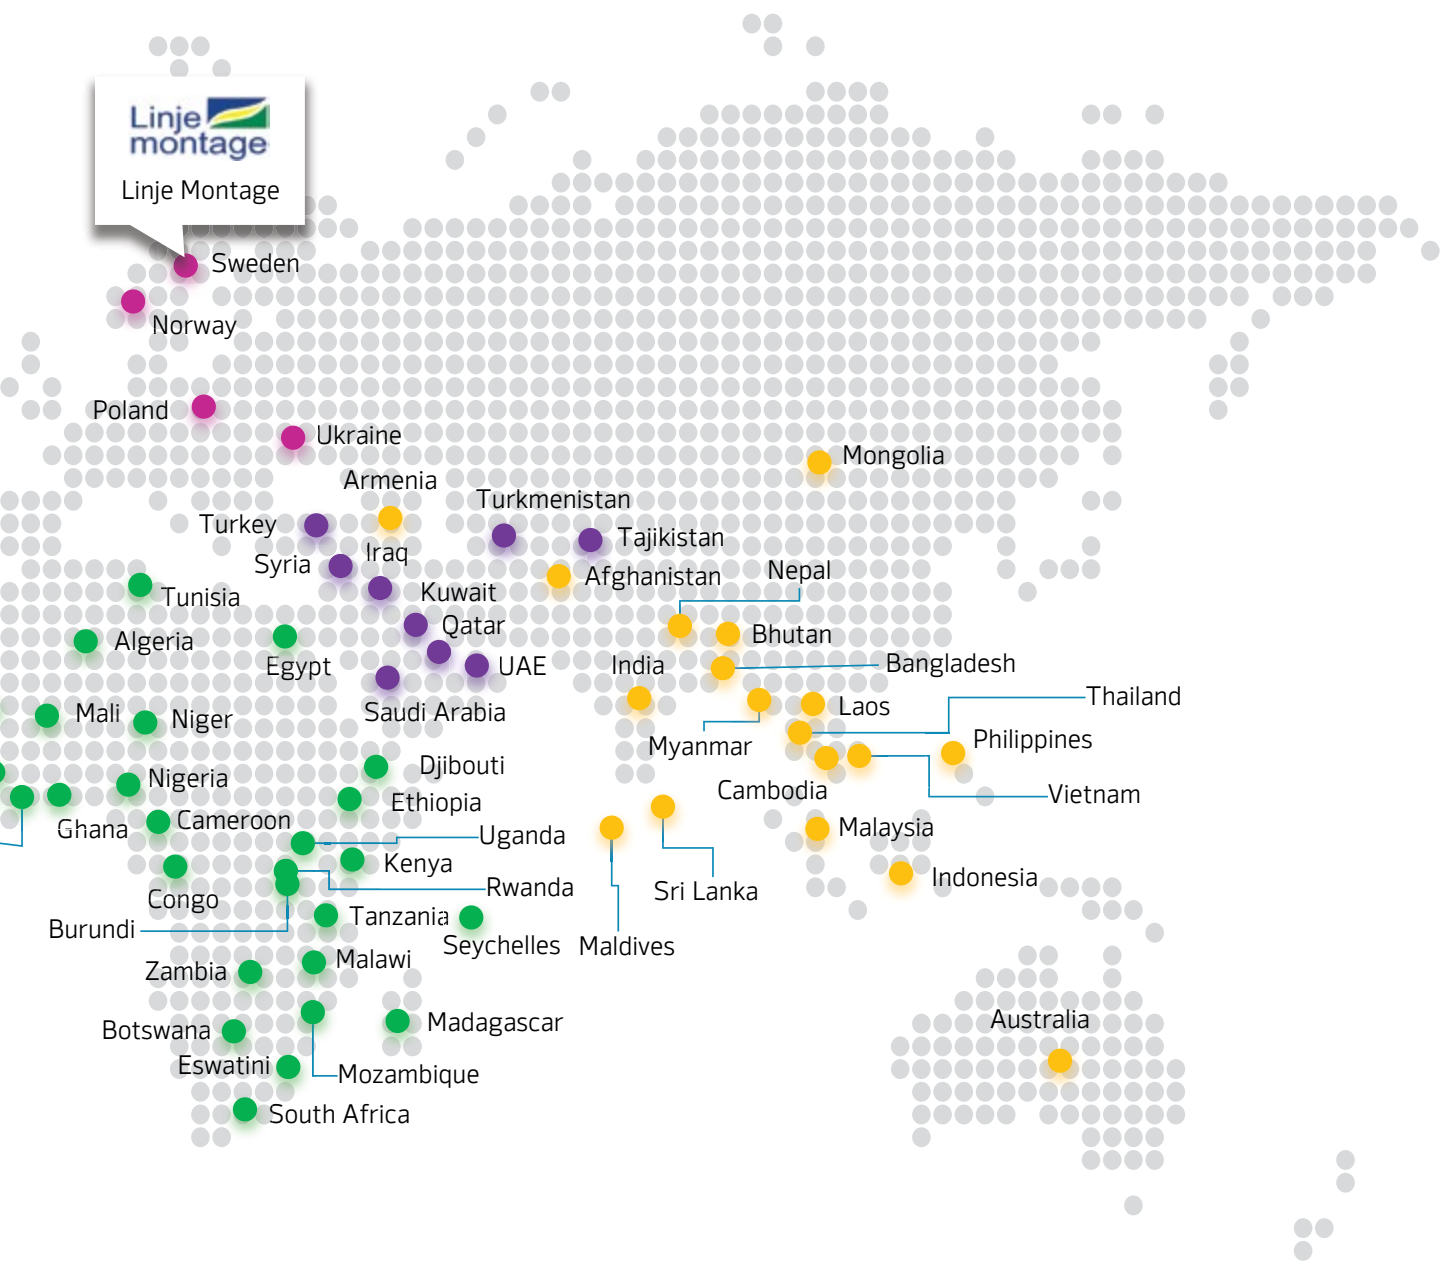 Linje
montage
Linje Montage
Sweden
Norway
Poland
Ukraine
Mongolia
Armenia
Turkmenistan
Turkey
Tajikistan
Iraq
Syria
Nepal
Afghanistan
Kuwait
Tunisia
Qatar
Bhutan
Algeria
Bangladesh
Egypt
India
UAE
Thailand
Laos
Saudi Arabia
Mali
Niger
Philippines
Myanmar
Djibouti
Nigeria
Cambodia
Vietnam
Ethiopia
Cameroon
Ghana
Malaysia
Uganda
Kenya
Indonesia
Rwanda
Sri Lanka
Congo
Tanzania
Burundi
Seychelles
Maldives
Malawi
Zambia
Australia
Madagascar
Botswana
Eswatini
Mozambique
South Africa